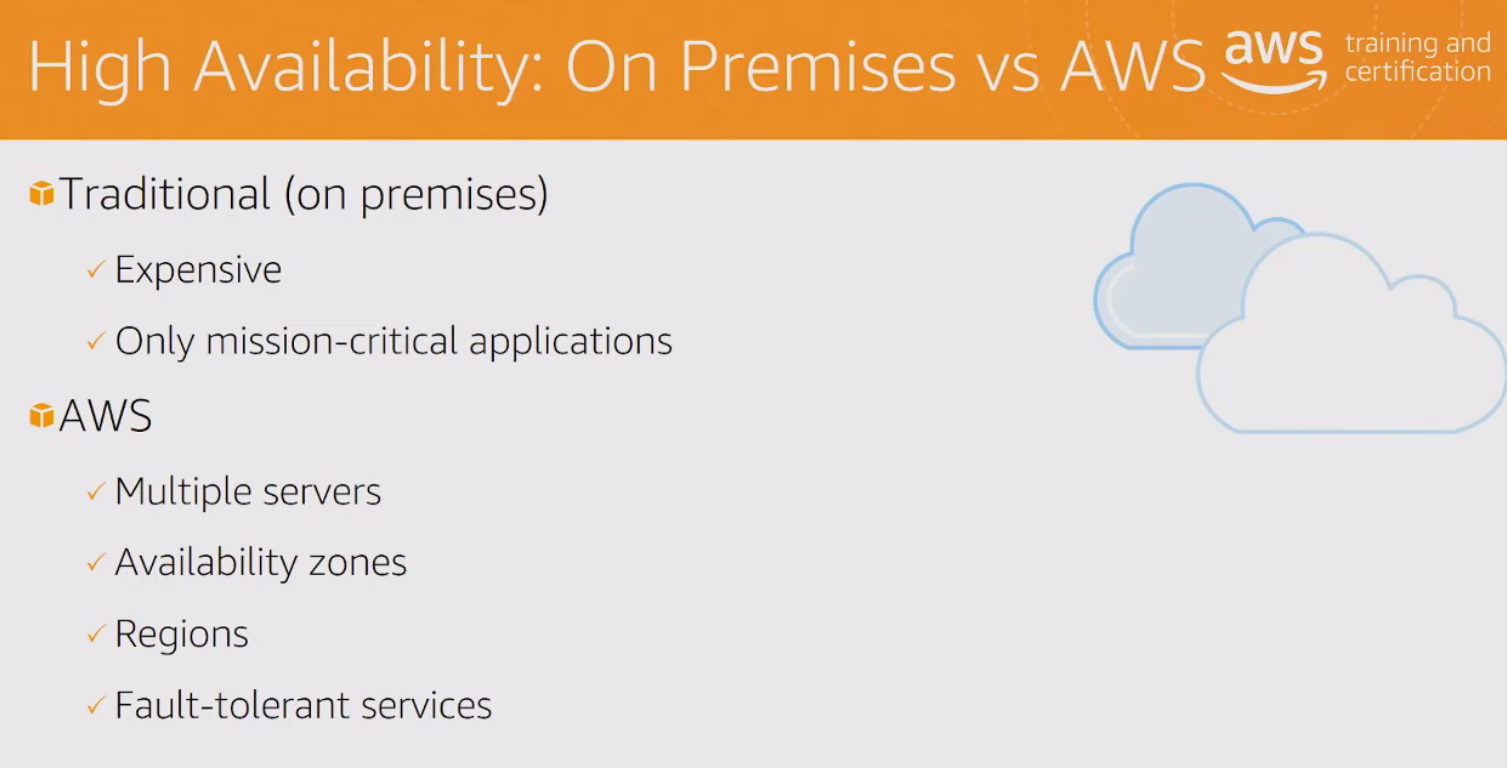 High Availability: On Premises vs AWS
aws
training and
certification
Traditional (on premises)
Expensive
Only mission-critical applications
AWS
Multiple servers
Availability zones
Regions
Fault-tolerant services